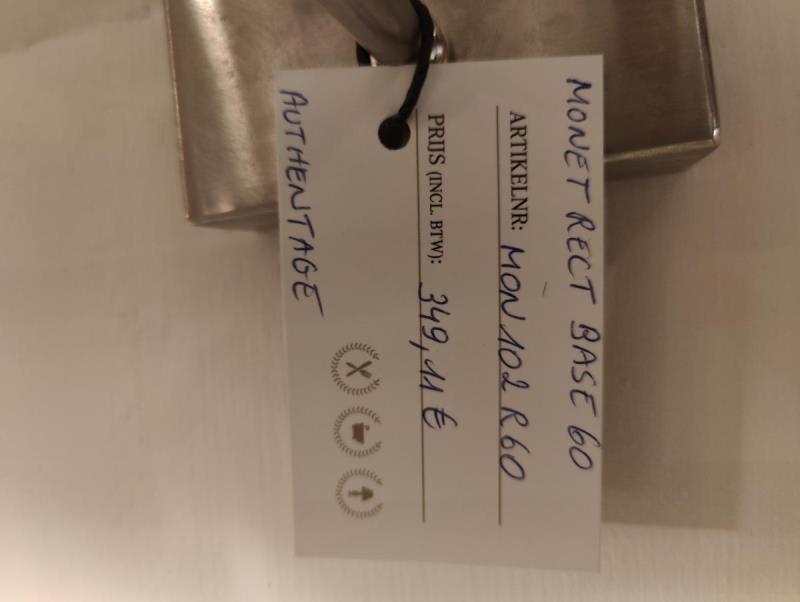 MONET RECT BASE 60
ARTIKELNR: MON 102 R60
PRIJS (INCL. BTW): 349,11 €
AUTHENTAGE